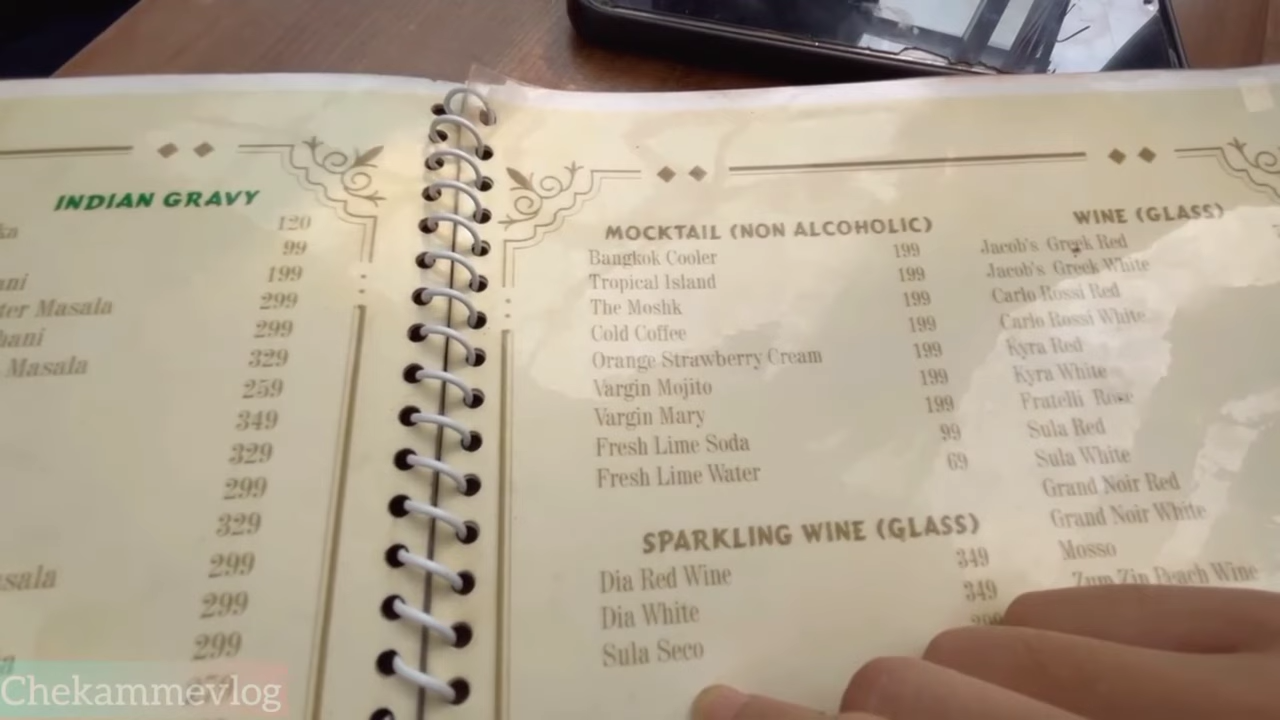 INDIAN GRAVY
120
99
199
ter Masala 299
299
Masala 329
259
349
329
299
329
299
299
299
MOCKTAIL (NON ALCOHOLIC)
Bangkok Cooler 199
Tropical Island 199
The Moshk 199
Cold Coffee 199
Orange Strawberry Cream 199
Vargin Mojito 199
Vargin Mary 199
Fresh Lime Soda 99
Fresh Lime Water 69
SPARKLING WINE (GLASS)
Dia Red Wine 349
Dia White 349
Sula Seco
WINE (GLASS)
Jacob's Greek Red
Jacob's Greek White
Carlo Rossi Red
Carlo Rossi White
Kyra Red
Kyra White
Fratelli Rose
Sula Red
Sula White
Grand Noir Red
Grand Noir White
Mosso
Zum Zin Peach Wine
Chekammevlog